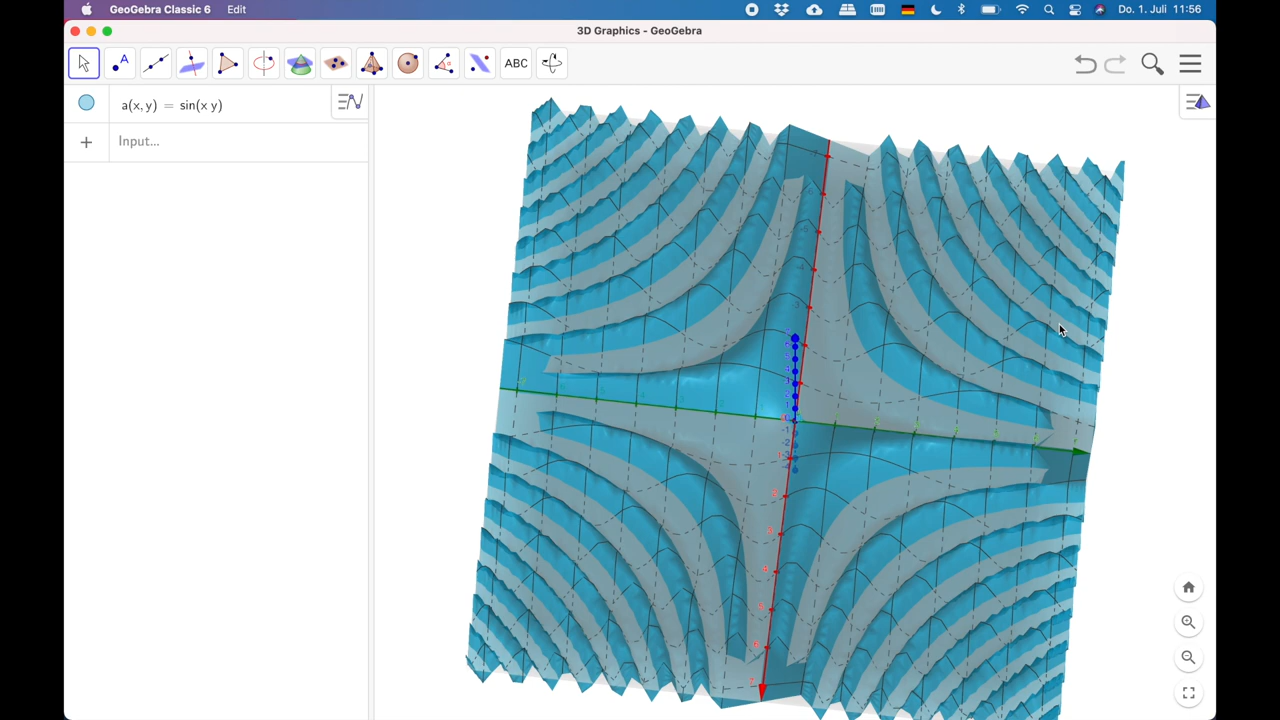 GeoGebra Classic 6 Edit Do. 1. Juli 11:56
3D Graphics - GeoGebra
ABC
a(x, y) = sin(x y)
Input...